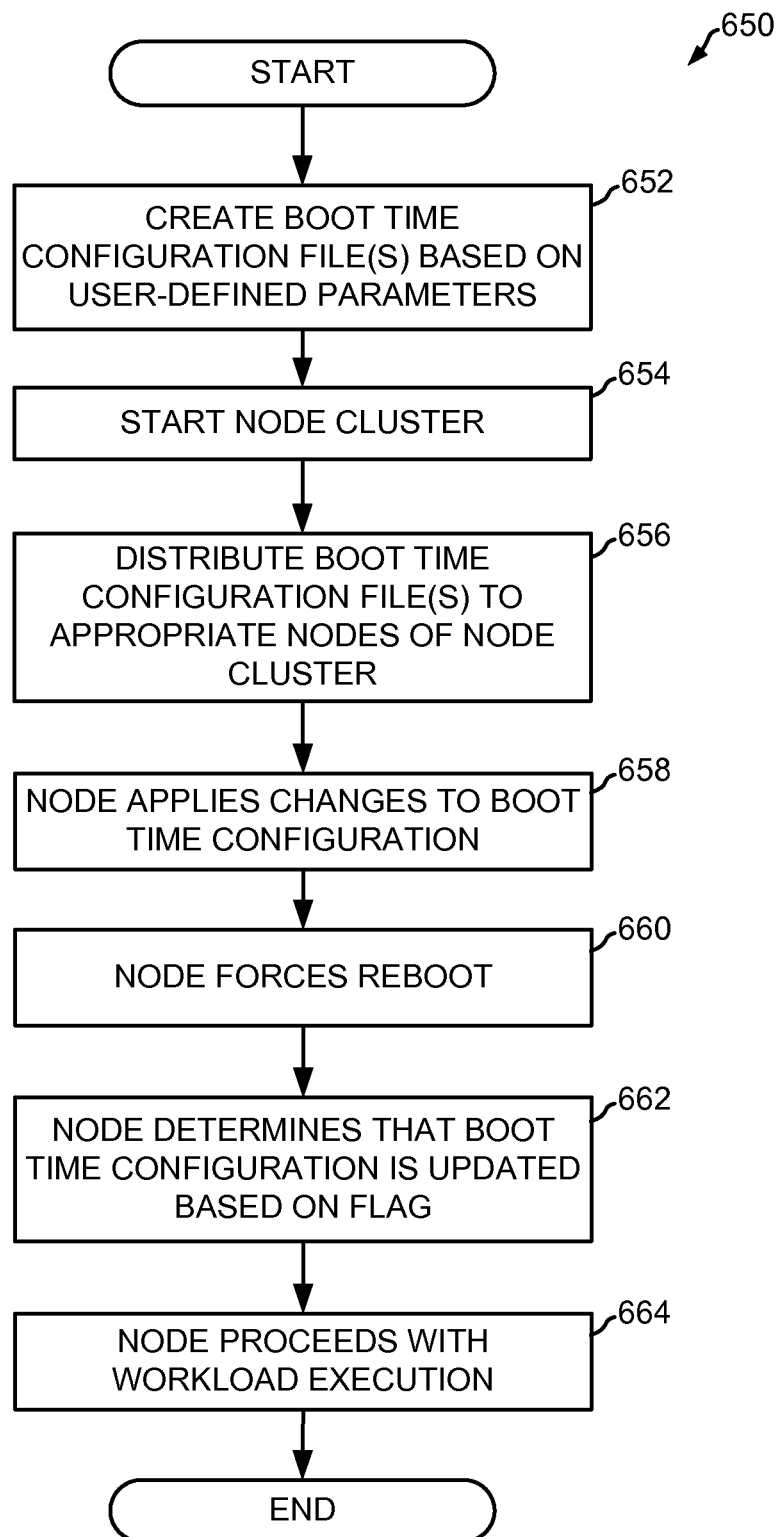 650
START
652
CREATE BOOT TIME
CONFIGURATION FILE(S) BASED ON
USER-DEFINED PARAMETERS
654
START NODE CLUSTER
656
DISTRIBUTE BOOT TIME
CONFIGURATION FILE(S) TO
APPROPRIATE NODES OF NODE
CLUSTER
658
NODE APPLIES CHANGES TO BOOT
TIME CONFIGURATION
660
NODE FORCES REBOOT
662
NODE DETERMINES THAT BOOT
TIME CONFIGURATION IS UPDATED
BASED ON FLAG
664
NODE PROCEEDS WITH
WORKLOAD EXECUTION
END